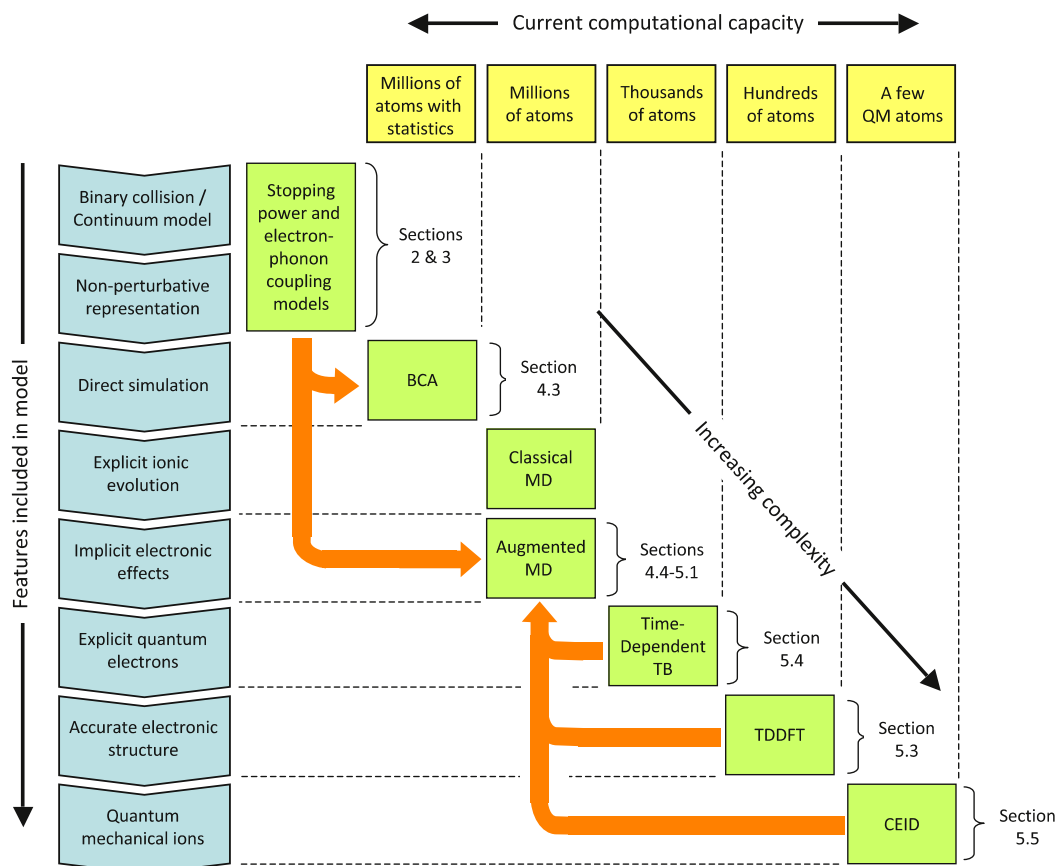 Current computational capacity
Millions of
atoms with
statistics
Millions
of atoms
Thousands
of atoms
Hundreds
of atoms
A few
QM atoms
Features included in model
Binary collision /
Continuum model
Non-perturbative
representation
Direct simulation
Explicit ionic
evolution
Implicit electronic
effects
Explicit quantum
electrons
Accurate electronic
structure
Quantum
mechanical ions
Stopping
power and
electron-
phonon
coupling
models
Sections
2 & 3
BCA
Section
4.3
Classical
MD
Augmented
MD
Sections
4.4-5.1
Time-
Dependent
TB
Section
5.4
TDDFT
Section
5.3
CEID
Section
5.5
Increasing complexity